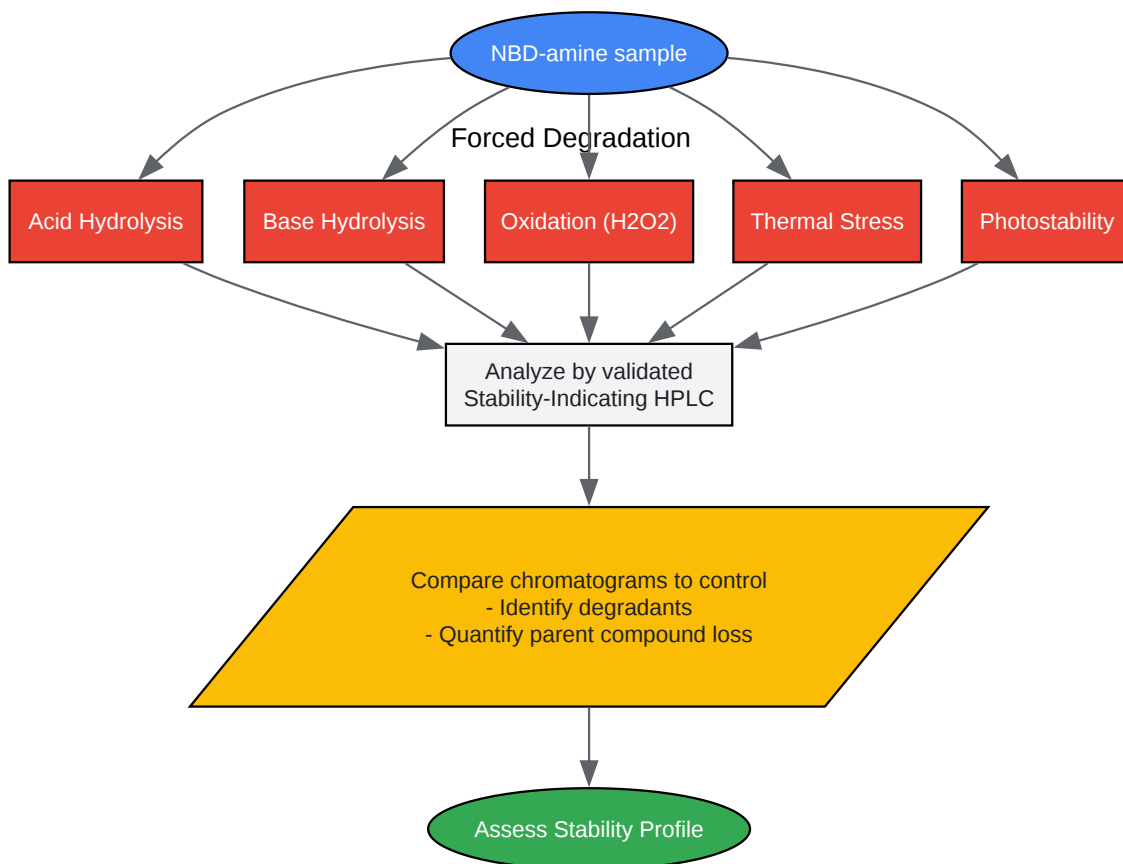 NBD-amine sample
Forced Degradation
Acid Hydrolysis
Base Hydrolysis
Oxidation (H2O2)
Thermal Stress
Photostability
Analyze by validated
Stability-Indicating HPLC
Compare chromatograms to control
- Identify degradants
- Quantify parent compound loss
Assess Stability Profile